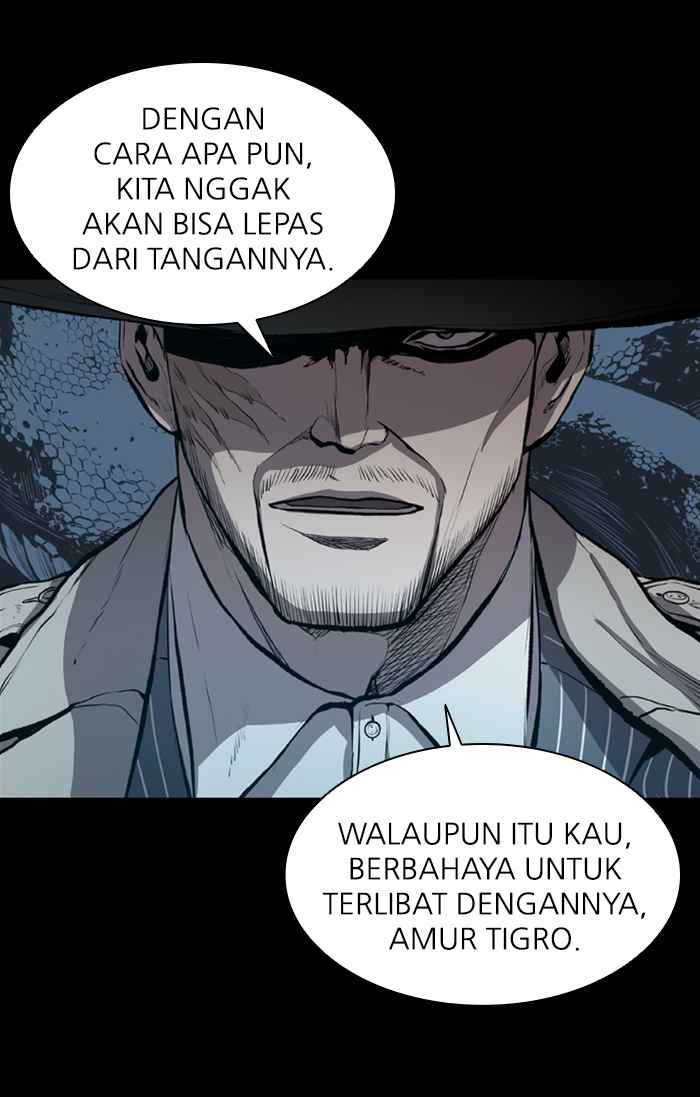 DENGAN
CARA APA PUN,
KITA NGGAK
AKAN BISA LEPAS
DARI TANGANNYA.
WALAUPUN ITU KAU,
BERBAHAYA UNTUK
TERLIBAT DENGANNYA,
AMUR TIGRO.